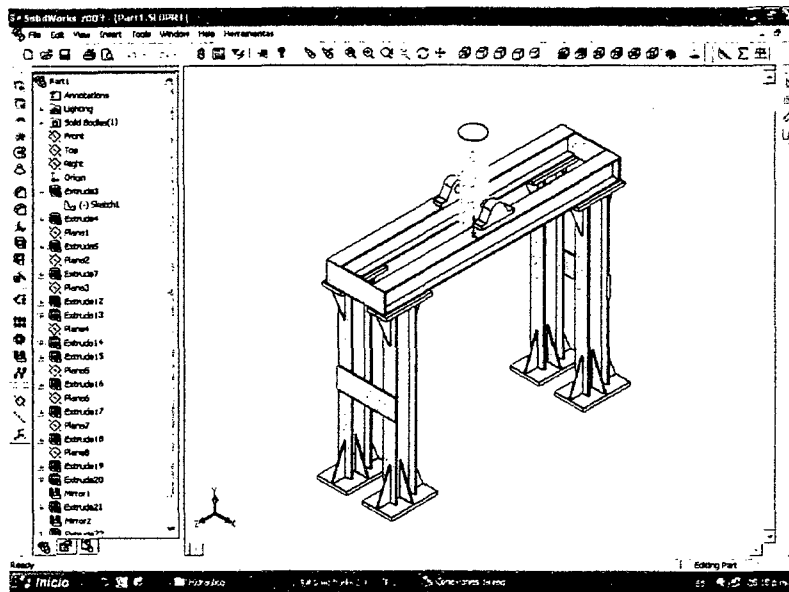 SolidWorks 2003 - [Part1.SLDPRT]
File Edit View Insert Tools Window Help Herramientas
Part1
Annotations
Lighting
Solid Bodies(1)
Front
Top
Right
Origin
Extrude3
(-) Sketch1
Extrude4
Plane1
Extrude5
Plane2
Extrude7
Plane3
Extrude12
Extrude13
Plane4
Extrude14
Extrude15
Plane5
Extrude16
Plane6
Extrude17
Plane7
Extrude18
Plane8
Extrude19
Extrude20
Mirror1
Extrude21
Mirror2
Extrude22
Y
Z X
Ready
Editing Part
Inicio